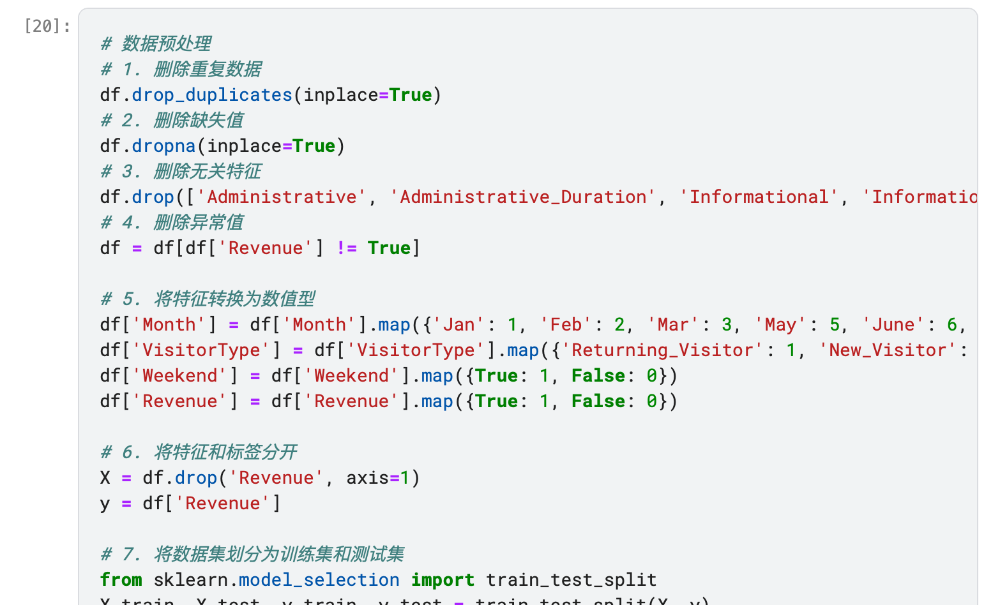 [20]:
# 数据预处理
# 1. 删除重复数据
df.drop_duplicates(inplace=True)
# 2. 删除缺失值
df.dropna(inplace=True)
# 3. 删除无关特征
df.drop(['Administrative', 'Administrative_Duration', 'Informational', 'Informatio
# 4. 删除异常值
df = df[df['Revenue'] != True]
# 5. 将特征转换为数值型
df['Month'] = df['Month'].map({'Jan': 1, 'Feb': 2, 'Mar': 3, 'May': 5, 'June': 6,
df['VisitorType'] = df['VisitorType'].map({'Returning_Visitor': 1, 'New_Visitor':
df['Weekend'] = df['Weekend'].map({True: 1, False: 0})
df['Revenue'] = df['Revenue'].map({True: 1, False: 0})
# 6. 将特征和标签分开
X = df.drop('Revenue', axis=1)
y = df['Revenue']
# 7. 将数据集划分为训练集和测试集
from sklearn.model_selection import train_test_split
X_train, X_test, y_train, y_test = train_test_split(X, y)